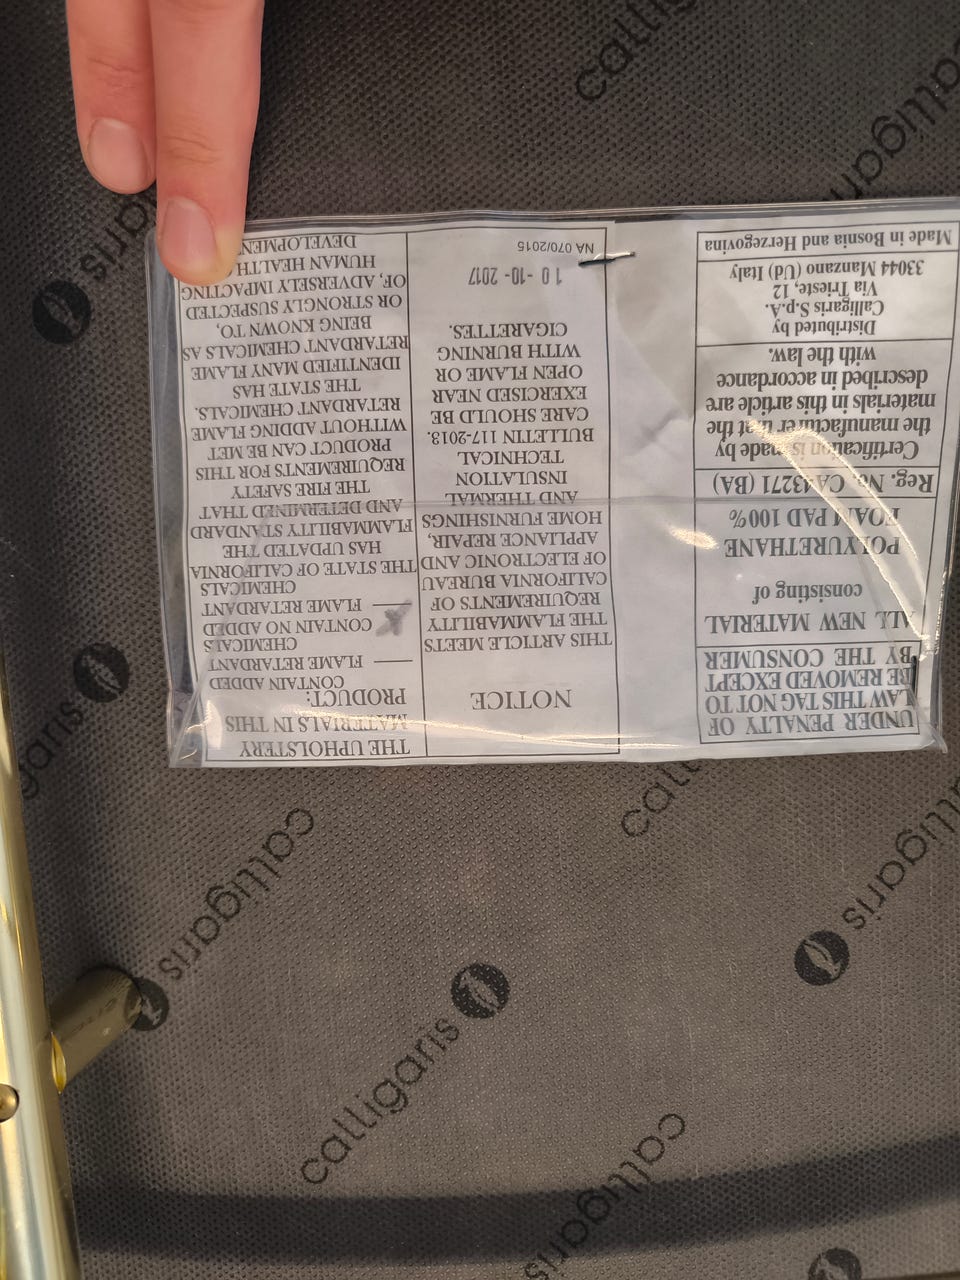 UNDER PENALTY OF
LAW THIS TAG NOT TO
BE REMOVED EXCEPT
BY THE CONSUMER
ALL NEW MATERIAL
consisting of
POLYURETHANE
FOAM PAD 100%
Reg. No. CA43271 (BA)
Certification is made by
the manufacturer that the
materials in this article are
described in accordance
with the law.
Distributed by
Calligaris S.p.A.
Via Trieste, 12
33044 Manzano (Ud) Italy
Made in Bosnia and Herzegovina
NOTICE
THIS ARTICLE MEETS
THE FLAMMABILITY
REQUIREMENTS OF
CALIFORNIA BUREAU
OF ELECTRONIC AND
APPLIANCE REPAIR,
HOME FURNISHINGS
AND THERMAL
INSULATION
TECHNICAL
BULLETIN 117-2013.
CARE SHOULD BE
EXERCISED NEAR
OPEN FLAME OR
WITH BURNING
CIGARETTES.
10-10-2017
NA 070/2015
THE UPHOLSTERY
MATERIALS IN THIS
PRODUCT:
CONTAIN ADDED
FLAME RETARDANT
CHEMICALS
X CONTAIN NO ADDED
FLAME RETARDANT
CHEMICALS
THE STATE OF CALIFORNIA
HAS UPDATED THE
FLAMMABILITY STANDARD
AND DETERMINED THAT
THE FIRE SAFETY
REQUIREMENTS FOR THIS
PRODUCT CAN BE MET
WITHOUT ADDING FLAME
RETARDANT CHEMICALS.
THE STATE HAS
IDENTIFIED MANY FLAME
RETARDANT CHEMICALS AS
BEING KNOWN TO,
OR STRONGLY SUSPECTED
OF, ADVERSELY IMPACTING
HUMAN HEALTH
DEVELOPMENT
calligaris
calligaris
calligaris
calligaris
calligaris
calligaris
calligaris